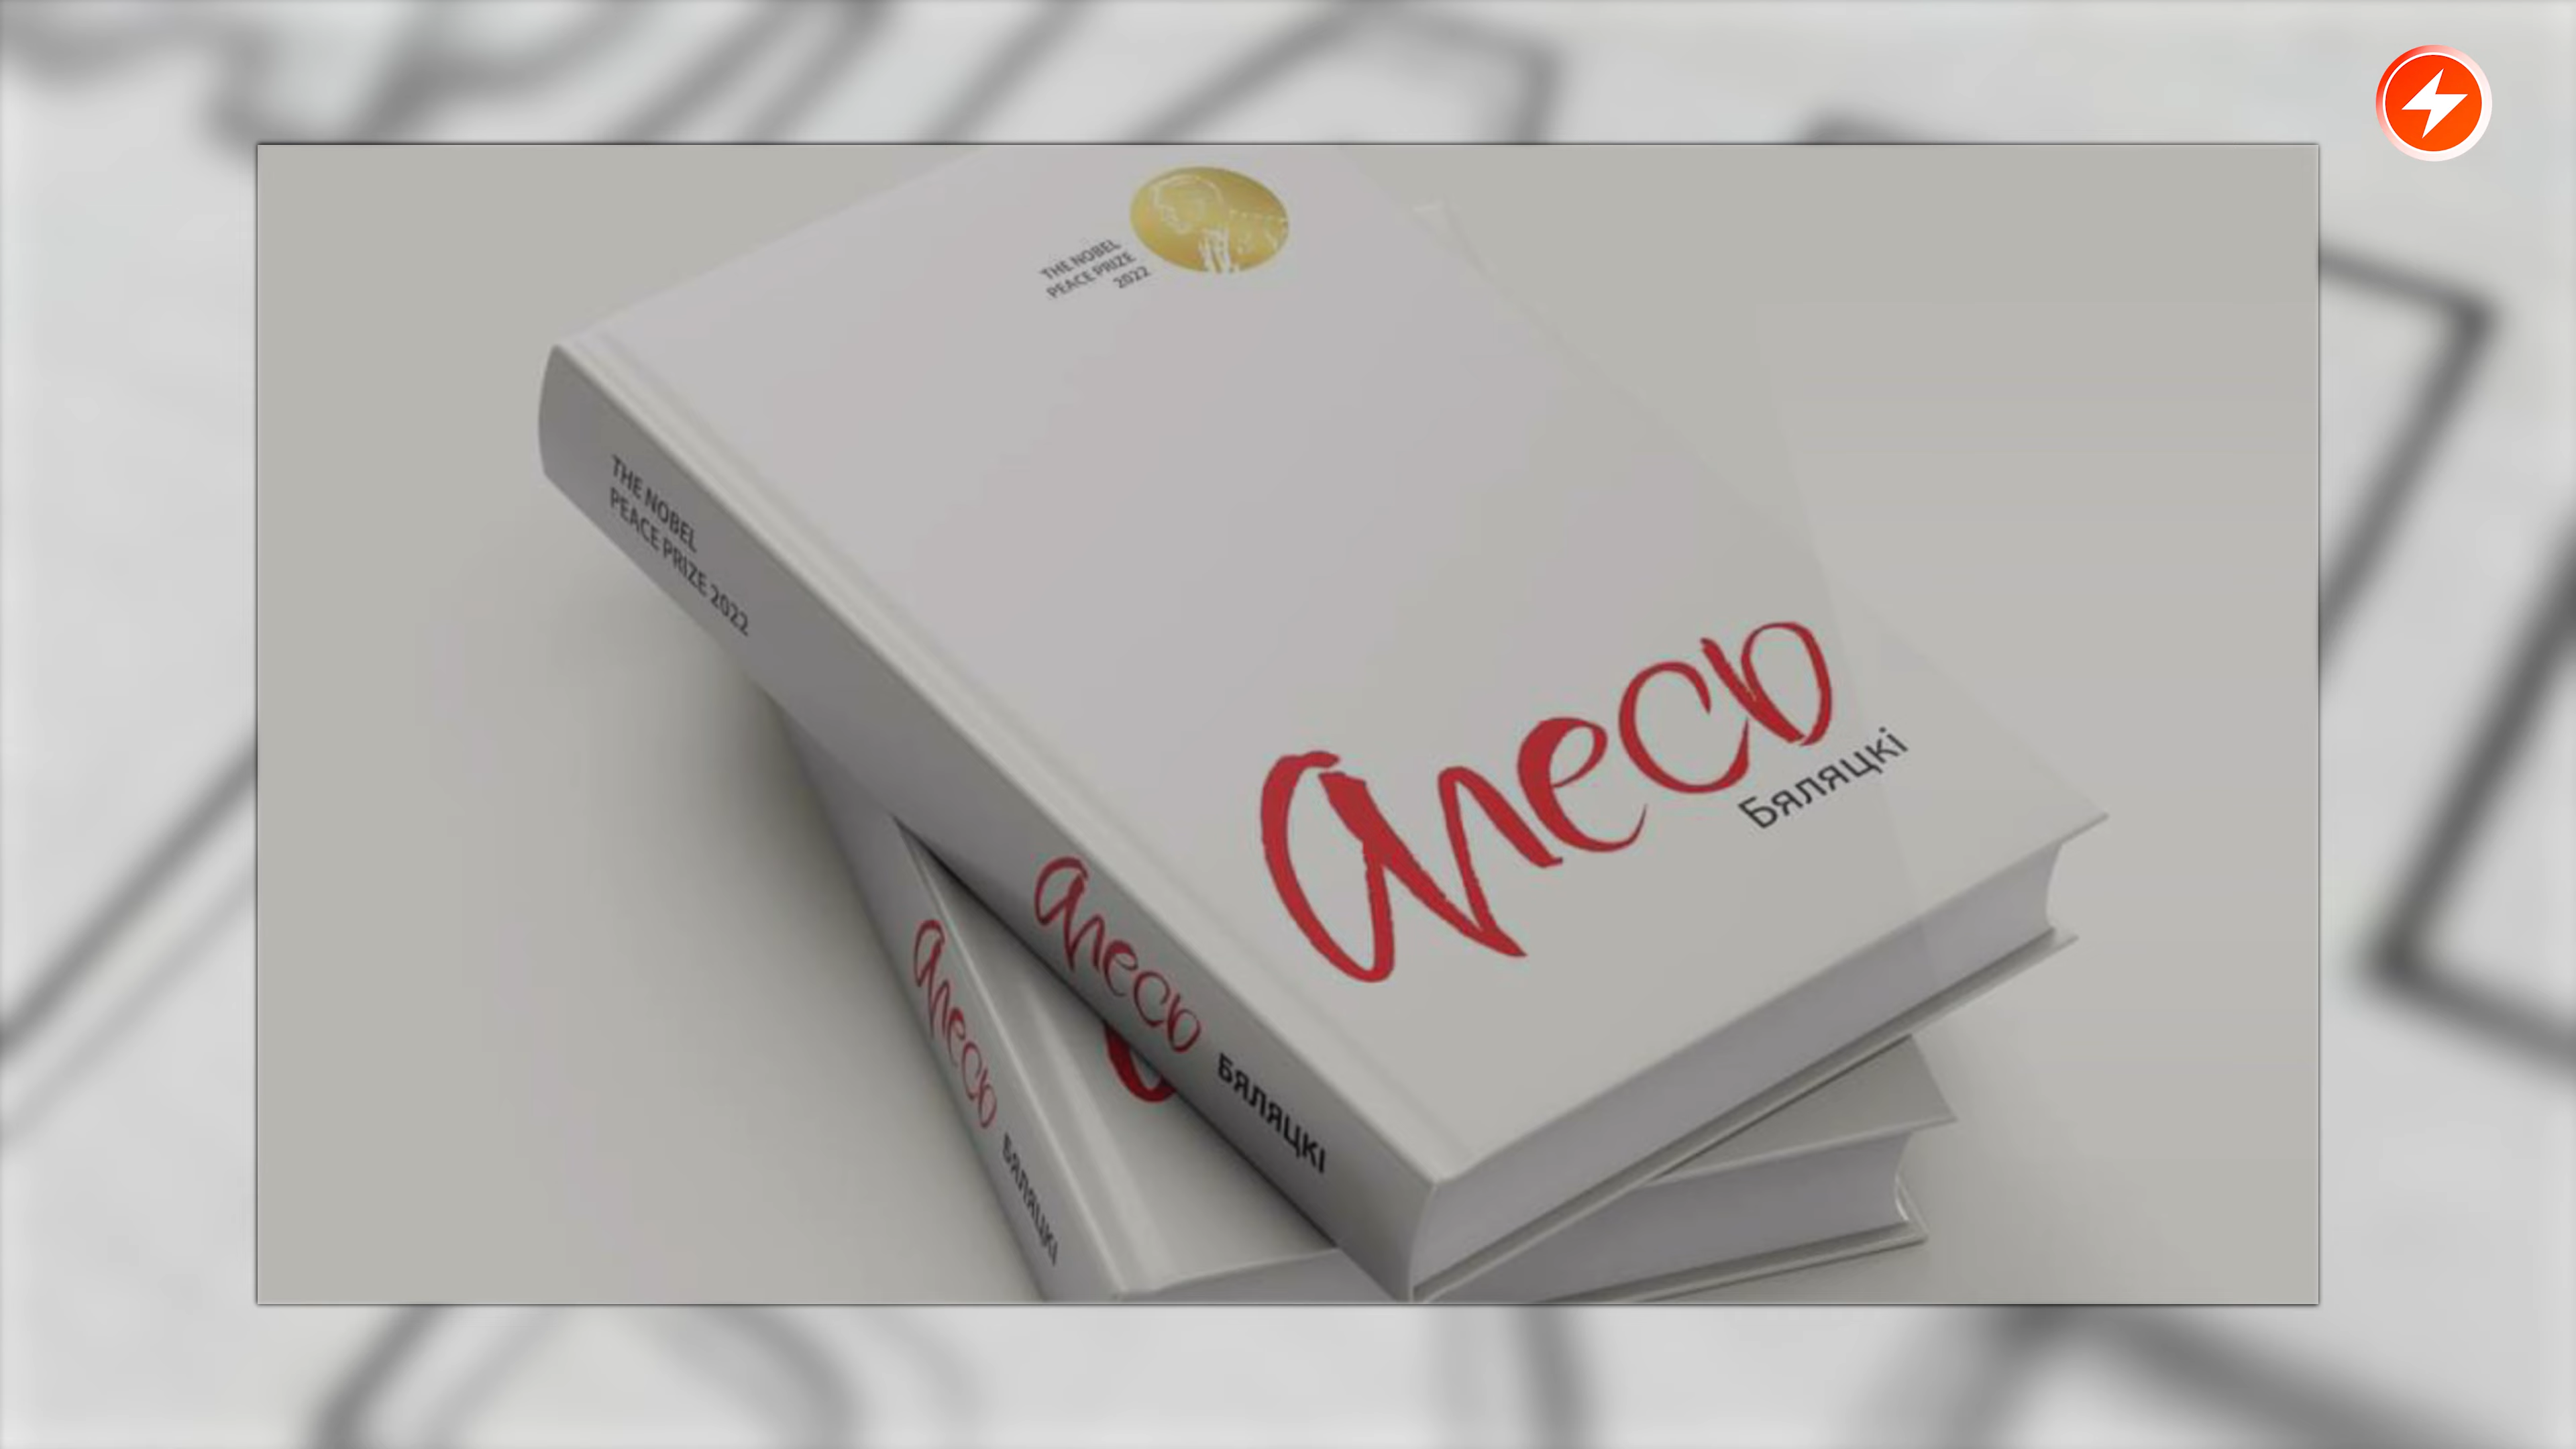 THE NOBEL
PEACE PRIZE
2022
алесь
Бяляцкі
THE NOBEL
PEACE PRIZE 2022
алесь БЯЛЯЦКІ
алесь БЯЛЯЦКІ